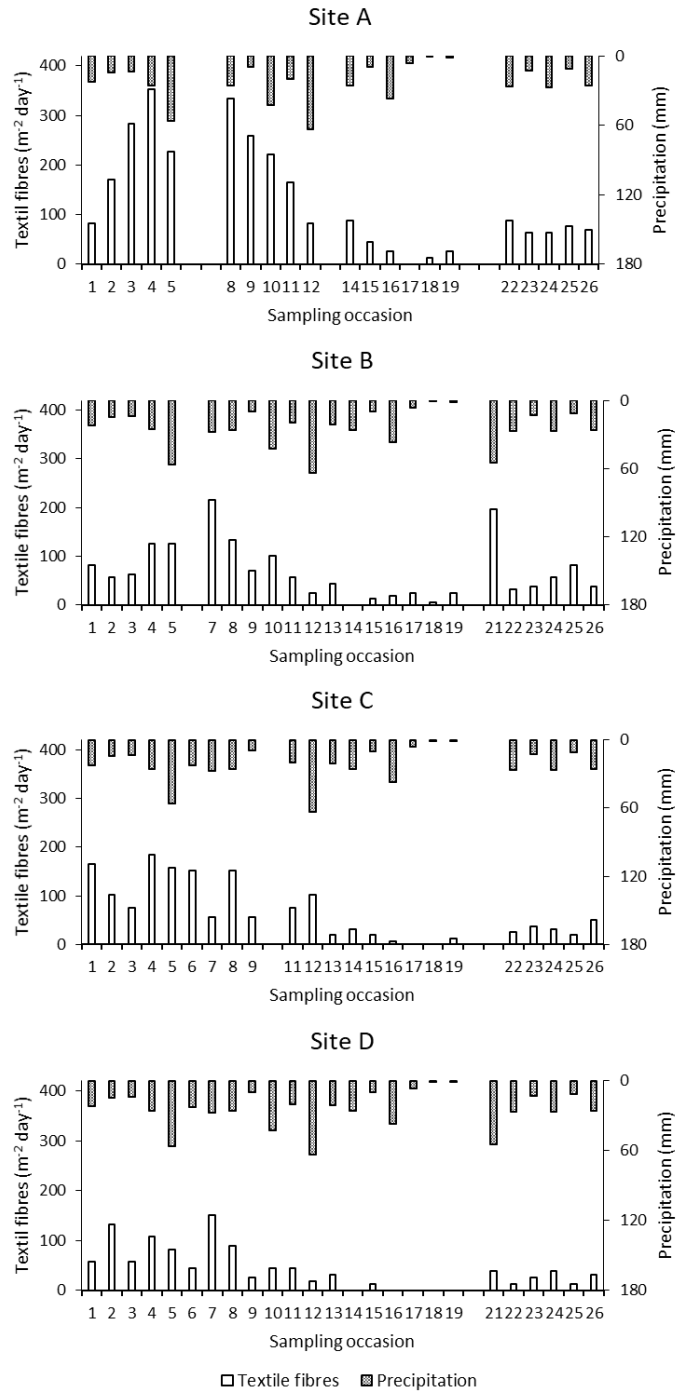 Site A
Textil fibres (m-2 day-1)
400
300
200
100
0
0
60
120
180
Precipitation (mm)
1 2 3 4 5 8 9 10 11 12 14 15 16 17 18 19 22 23 24 25 26
Sampling occasion
Site B
Textile fibres (m-2 day-1)
400
300
200
100
0
0
60
120
180
Precipitation (mm)
1 2 3 4 5 7 8 9 10 11 12 13 14 15 16 17 18 19 21 22 23 24 25 26
Sampling occasion
Site C
Textile fibres (m-2 day-1)
400
300
200
100
0
0
60
120
180
Precipitation (mm)
1 2 3 4 5 6 7 8 9 11 12 13 14 15 16 17 18 19 22 23 24 25 26
Sampling occasion
Site D
Textil fibres (m-2 day-1)
400
300
200
100
0
0
60
120
180
Precipitation (mm)
1 2 3 4 5 6 7 8 9 10 11 12 13 14 15 16 17 18 19 21 22 23 24 25 26
Sampling occasion
Textile fibres Precipitation